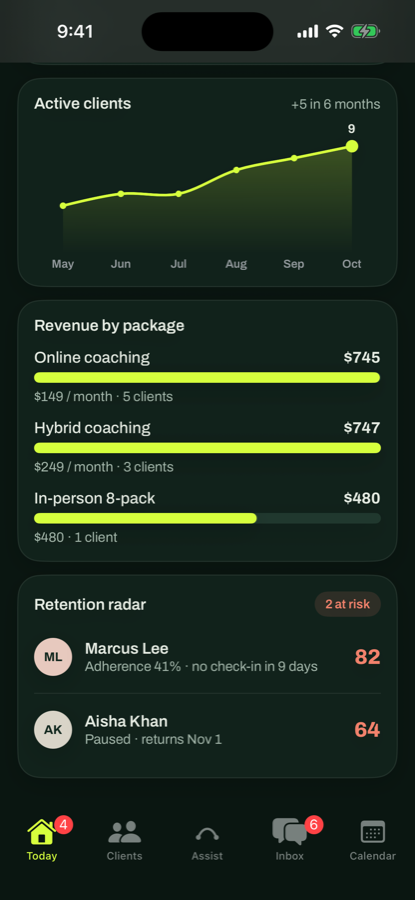 9:41
Active clients
+5 in 6 months
9
May Jun Jul Aug Sep Oct
Revenue by package
Online coaching $745
$149 / month · 5 clients
Hybrid coaching $747
$249 / month · 3 clients
In-person 8-pack $480
$480 · 1 client
Retention radar 2 at risk
ML Marcus Lee 82
Adherence 41% · no check-in in 9 days
AK Aisha Khan 64
Paused · returns Nov 1
4 6
Today Clients Assist Inbox Calendar